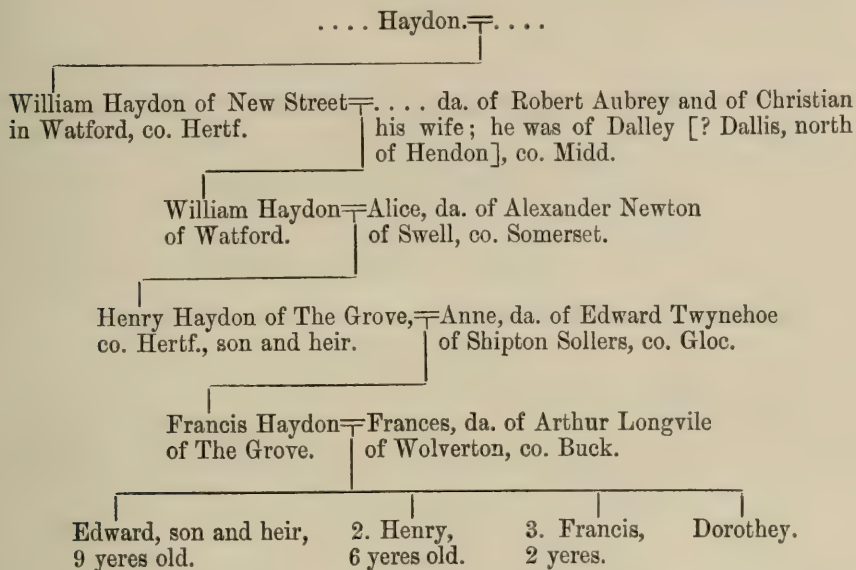 . . . . Haydon. . . . .
William Haydon of New Street
in Watford, co. Hertf.
. . . . da. of Robert Aubrey and of Christian
his wife; he was of Dalley [? Dallis, north
of Hendon], co. Midd.
William Haydon
of Watford.
Alice, da. of Alexander Newton
of Swell, co. Somerset.
Henry Haydon of The Grove,
co. Hertf., son and heir.
Anne, da. of Edward Twynehoe
of Shipton Sollers, co. Gloc.
Francis Haydon
of The Grove.
Frances, da. of Arthur Longvile
of Wolverton, co. Buck.
Edward, son and heir,
9 yeres old.
2. Henry,
6 yeres old.
3. Francis,
2 yeres.
Dorothey.